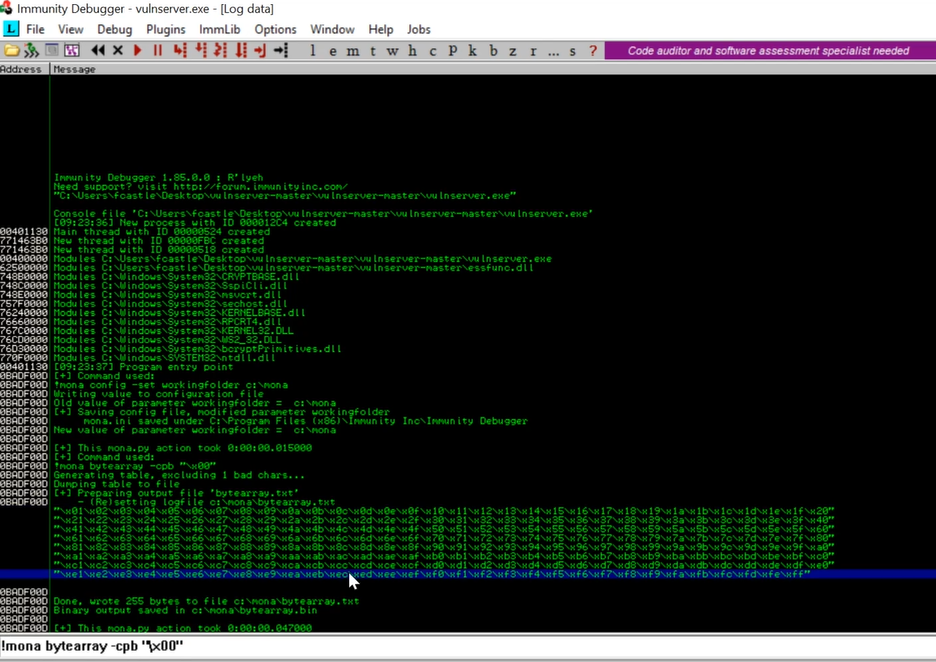 Immunity Debugger - vulnserver.exe - [Log data]
L File View Debug Plugins ImmLib Options Window Help Jobs
l e m t w h c P k b z r ... s ? Code auditor and software assessment specialist needed
Address Message
Immunity Debugger 1.85.0.0 : R'lyeh
Need support? visit http://forum.immunityinc.com/
"C:\Users\fcastle\Desktop\vulnserver-master\vulnserver-master\vulnserver.exe"
Console file 'C:\Users\fcastle\Desktop\vulnserver-master\vulnserver-master\vulnserver.exe'
[09:23:36] New process with ID 000012C4 created
00401130 Main thread with ID 00000524 created
771463B0 New thread with ID 00000FBC created
771463B0 New thread with ID 00000518 created
00400000 Modules C:\Users\fcastle\Desktop\vulnserver-master\vulnserver-master\vulnserver.exe
62500000 Modules C:\Users\fcastle\Desktop\vulnserver-master\vulnserver-master\essfunc.dll
748B0000 Modules C:\Windows\System32\CRYPTBASE.dll
748C0000 Modules C:\Windows\System32\SspiCli.dll
748E0000 Modules C:\Windows\System32\msvcrt.dll
757F0000 Modules C:\Windows\System32\sechost.dll
76240000 Modules C:\Windows\System32\KERNELBASE.dll
76660000 Modules C:\Windows\System32\RPCRT4.dll
767C0000 Modules C:\Windows\System32\KERNEL32.DLL
76CD0000 Modules C:\Windows\System32\WS2_32.DLL
76D30000 Modules C:\Windows\System32\bcryptPrimitives.dll
770F0000 Modules C:\Windows\SYSTEM32\ntdll.dll
00401130 [09:23:37] Program entry point
0BADF00D [+] Command used:
0BADF00D !mona config -set workingfolder c:\mona
0BADF00D Writing value to configuration file
0BADF00D Old value of parameter workingfolder = c:\mona
0BADF00D [+] Saving config file, modified parameter workingfolder
0BADF00D mona.ini saved under C:\Program Files (x86)\Immunity Inc\Immunity Debugger
0BADF00D New value of parameter workingfolder = c:\mona
0BADF00D
0BADF00D [+] This mona.py action took 0:00:00.015000
0BADF00D [+] Command used:
0BADF00D !mona bytearray -cpb "\x00"
0BADF00D Generating table, excluding 1 bad chars...
0BADF00D Dumping table to file
0BADF00D [+] Preparing output file 'bytearray.txt'
0BADF00D - (Re)setting logfile c:\mona\bytearray.txt
"\x01\x02\x03\x04\x05\x06\x07\x08\x09\x0a\x0b\x0c\x0d\x0e\x0f\x10\x11\x12\x13\x14\x15\x16\x17\x18\x19\x1a\x1b\x1c\x1d\x1e\x1f\x20"
"\x21\x22\x23\x24\x25\x26\x27\x28\x29\x2a\x2b\x2c\x2d\x2e\x2f\x30\x31\x32\x33\x34\x35\x36\x37\x38\x39\x3a\x3b\x3c\x3d\x3e\x3f\x40"
"\x41\x42\x43\x44\x45\x46\x47\x48\x49\x4a\x4b\x4c\x4d\x4e\x4f\x50\x51\x52\x53\x54\x55\x56\x57\x58\x59\x5a\x5b\x5c\x5d\x5e\x5f\x60"
"\x61\x62\x63\x64\x65\x66\x67\x68\x69\x6a\x6b\x6c\x6d\x6e\x6f\x70\x71\x72\x73\x74\x75\x76\x77\x78\x79\x7a\x7b\x7c\x7d\x7e\x7f\x80"
"\x81\x82\x83\x84\x85\x86\x87\x88\x89\x8a\x8b\x8c\x8d\x8e\x8f\x90\x91\x92\x93\x94\x95\x96\x97\x98\x99\x9a\x9b\x9c\x9d\x9e\x9f\xa0"
"\xa1\xa2\xa3\xa4\xa5\xa6\xa7\xa8\xa9\xaa\xab\xac\xad\xae\xaf\xb0\xb1\xb2\xb3\xb4\xb5\xb6\xb7\xb8\xb9\xba\xbb\xbc\xbd\xbe\xbf\xc0"
"\xc1\xc2\xc3\xc4\xc5\xc6\xc7\xc8\xc9\xca\xcb\xcc\xcd\xce\xcf\xd0\xd1\xd2\xd3\xd4\xd5\xd6\xd7\xd8\xd9\xda\xdb\xdc\xdd\xde\xdf\xe0"
"\xe1\xe2\xe3\xe4\xe5\xe6\xe7\xe8\xe9\xea\xeb\xec\xed\xee\xef\xf0\xf1\xf2\xf3\xf4\xf5\xf6\xf7\xf8\xf9\xfa\xfb\xfc\xfd\xfe\xff"
0BADF00D
0BADF00D Done, wrote 255 bytes to file c:\mona\bytearray.txt
0BADF00D Binary output saved in c:\mona\bytearray.bin
0BADF00D
0BADF00D [+] This mona.py action took 0:00:00.047000
!mona bytearray -cpb "\x00"